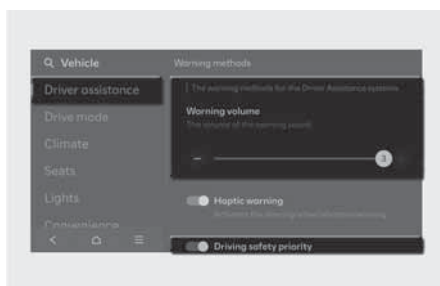 Vehicle
Warning methods
Driver assistance
The warning methods for the Driver Assistance systems
Drive mode
Warning volume
The volume of the warning sound
Climate
3
Seats
Lights
Haptic warning
Convenience
Driving safety priority